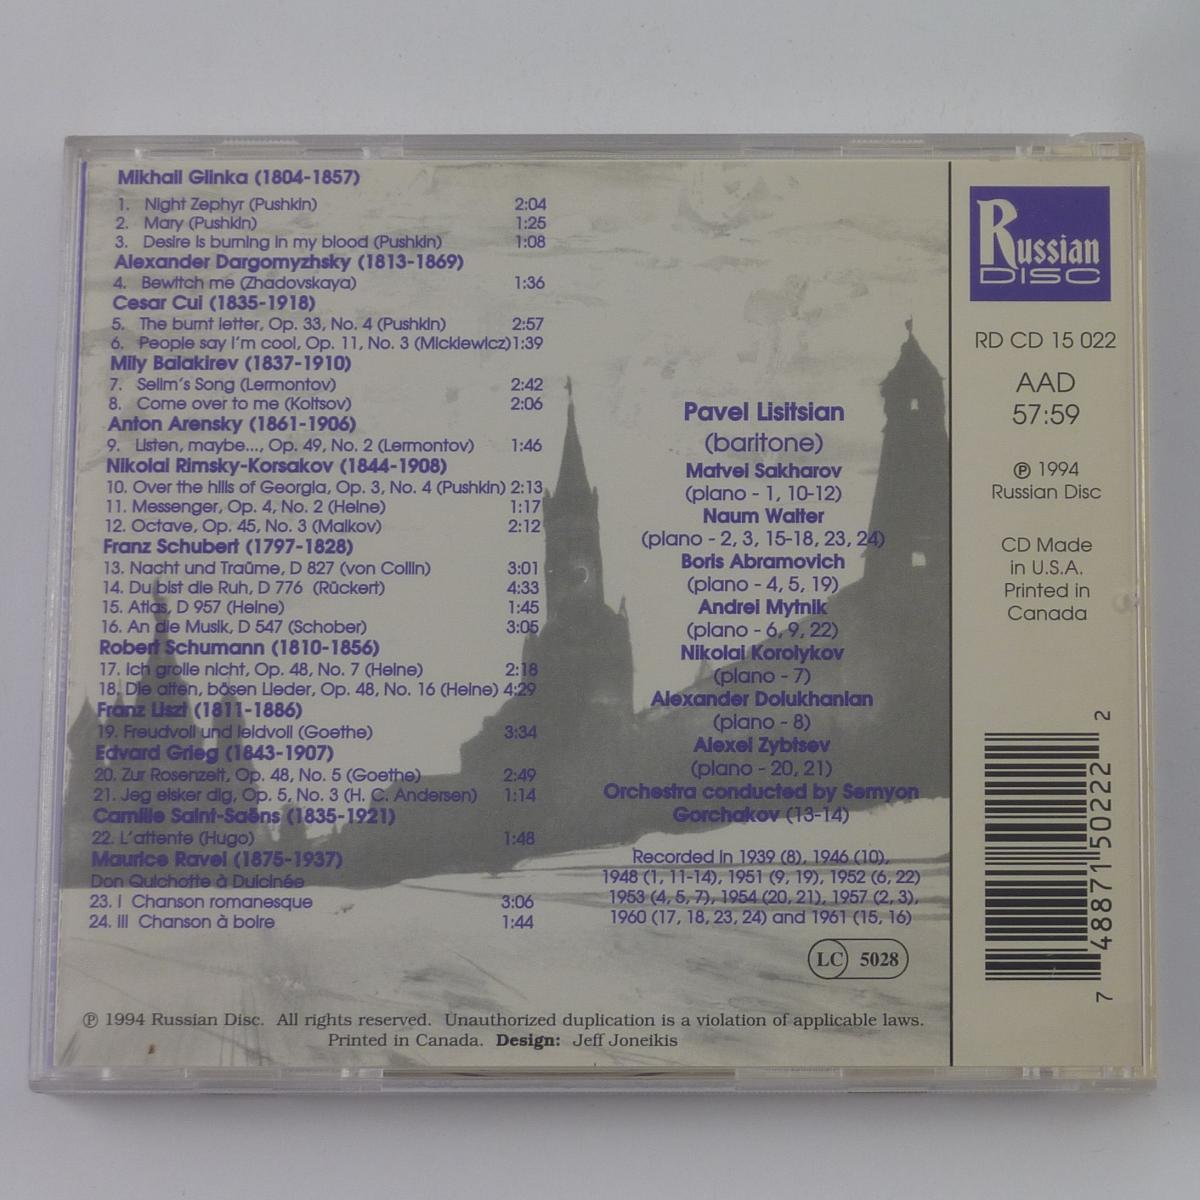 Mikhail Glinka (1804-1857)
1. Night Zephyr (Pushkin) 2:04
2. Mary (Pushkin) 1:25
3. Desire is burning in my blood (Pushkin) 1:08
Alexander Dargomyzhsky (1813-1869)
4. Bewitch me (Zhadovskaya) 1:36
Cesar Cui (1835-1918)
5. The burnt letter, Op. 33, No. 4 (Pushkin) 2:57
6. People say I'm cool, Op. 11, No. 3 (Mickiewicz) 1:39
Mily Balakirev (1837-1910)
7. Selim's Song (Lermontov) 2:42
8. Come over to me (Koltsov) 2:06
Anton Arensky (1861-1906)
9. Listen, maybe..., Op. 49, No. 2 (Lermontov) 1:46
Nikolai Rimsky-Korsakov (1844-1908)
10. Over the hills of Georgia, Op. 3, No. 4 (Pushkin) 2:13
11. Messenger, Op. 4, No. 2 (Heine) 1:17
12. Octave, Op. 45, No. 3 (Maikov) 2:12
Franz Schubert (1797-1828)
13. Nacht und Traüme, D 827 (von Collin) 3:01
14. Du bist die Ruh, D 776 (Rückert) 4:33
15. Atlas, D 957 (Heine) 1:45
16. An die Musik, D 547 (Schober) 3:05
Robert Schumann (1810-1856)
17. Ich grolle nicht, Op. 48, No. 7 (Heine) 2:18
18. Die alten, bösen Lieder, Op. 48, No. 16 (Heine) 4:29
Franz Liszt (1811-1886)
19. Freudvoll und leidvoll (Goethe) 3:34
Edvard Grieg (1843-1907)
20. Zur Rosenzeit, Op. 48, No. 5 (Goethe) 2:49
21. Jeg elsker dig, Op. 5, No. 3 (H. C. Andersen) 1:14
Camille Saint-Saëns (1835-1921)
22. L'attente (Hugo) 1:48
Maurice Ravel (1875-1937)
Don Quichotte à Dulcinée
23. I Chanson romanesque 3:06
24. III Chanson à boire 1:44
Pavel Lisitsian
(baritone)
Matvei Sakharov
(piano - 1, 10-12)
Naum Walter
(piano - 2, 3, 15-18, 23, 24)
Boris Abramovich
(piano - 4, 5, 19)
Andrei Mytnik
(piano - 6, 9, 22)
Nikolai Korolykov
(piano - 7)
Alexander Dolukhanian
(piano - 8)
Alexei Zybtsev
(piano - 20, 21)
Orchestra conducted by Semyon
Gorchakov (13-14)
Recorded in 1939 (8), 1946 (10),
1948 (1, 11-14), 1951 (9, 19), 1952 (6, 22)
1953 (4, 5, 7), 1954 (20, 21), 1957 (2, 3),
1960 (17, 18, 23, 24) and 1961 (15, 16)
LC 5028
℗ 1994 Russian Disc. All rights reserved. Unauthorized duplication is a violation of applicable laws.
Printed in Canada. Design: Jeff Joneikis
Russian
DISC
RD CD 15 022
AAD
57:59
℗ 1994
Russian Disc
CD Made
in U.S.A.
Printed in
Canada
7 48871 50222 2